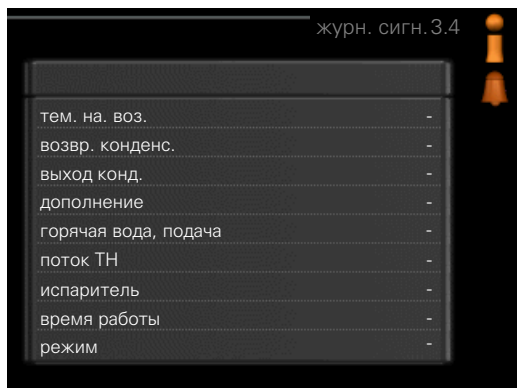 журн. сигн.3.4
тем. на. воз. -
возвр. конденс. -
выход конд. -
дополнение -
горячая вода, подача -
поток ТН -
испаритель -
время работы -
режим -